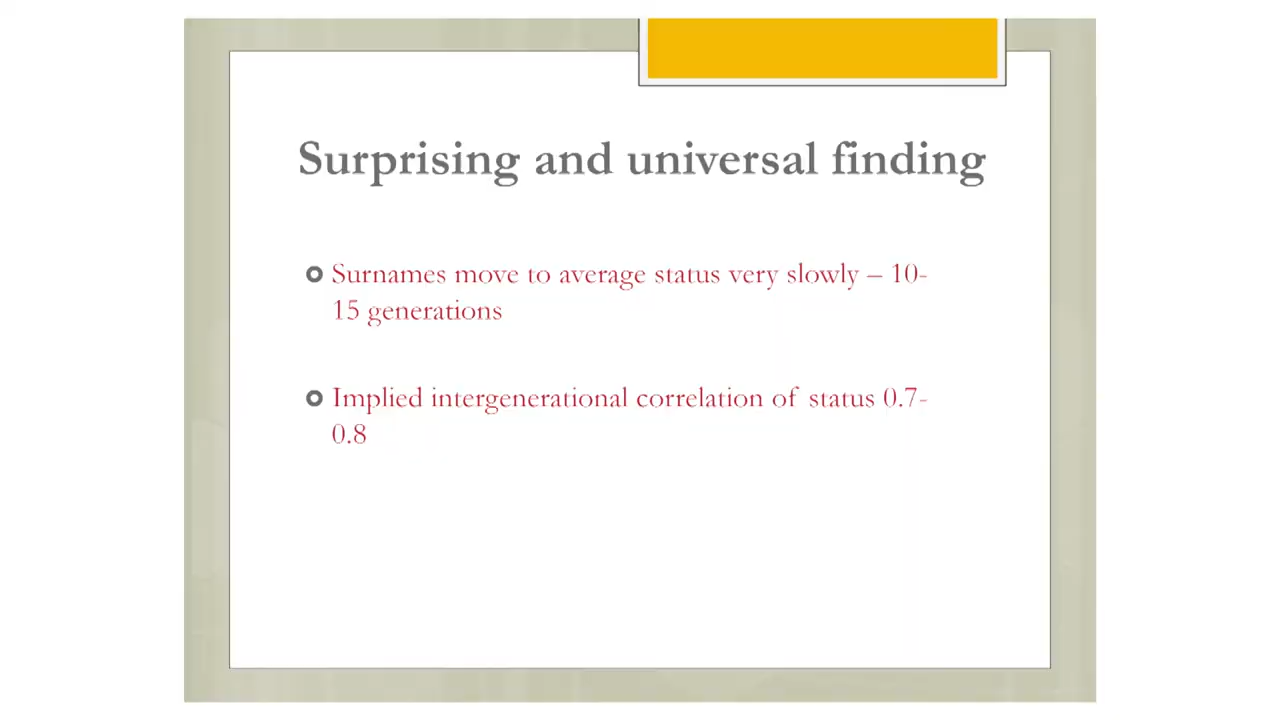 Surprising and universal finding
Surnames move to average status very slowly – 10-
15 generations
Implied intergenerational correlation of status 0.7-
0.8